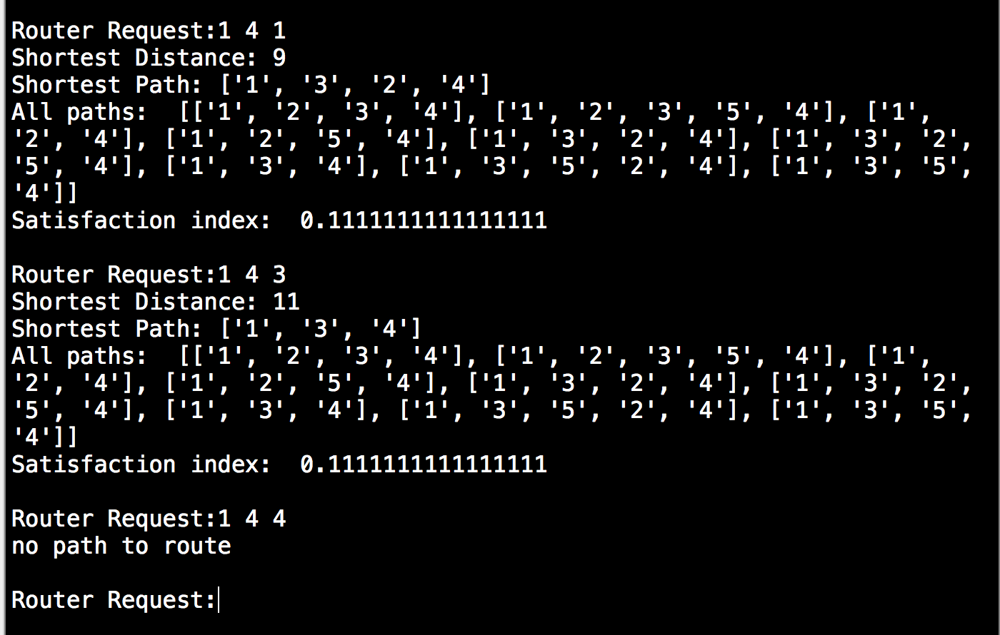 Router Request:1 4 1
Shortest Distance: 9
Shortest Path: ['1', '3', '2', '4']
All paths:  [['1', '2', '3', '4'], ['1', '2', '3', '5', '4'], ['1',
'2', '4'], ['1', '2', '5', '4'], ['1', '3', '2', '4'], ['1', '3', '2',
'5', '4'], ['1', '3', '4'], ['1', '3', '5', '2', '4'], ['1', '3', '5',
'4']]
Satisfaction index:  0.1111111111111111
Router Request:1 4 3
Shortest Distance: 11
Shortest Path: ['1', '3', '4']
All paths:  [['1', '2', '3', '4'], ['1', '2', '3', '5', '4'], ['1',
'2', '4'], ['1', '2', '5', '4'], ['1', '3', '2', '4'], ['1', '3', '2',
'5', '4'], ['1', '3', '4'], ['1', '3', '5', '2', '4'], ['1', '3', '5',
'4']]
Satisfaction index:  0.1111111111111111
Router Request:1 4 4
no path to route
Router Request: